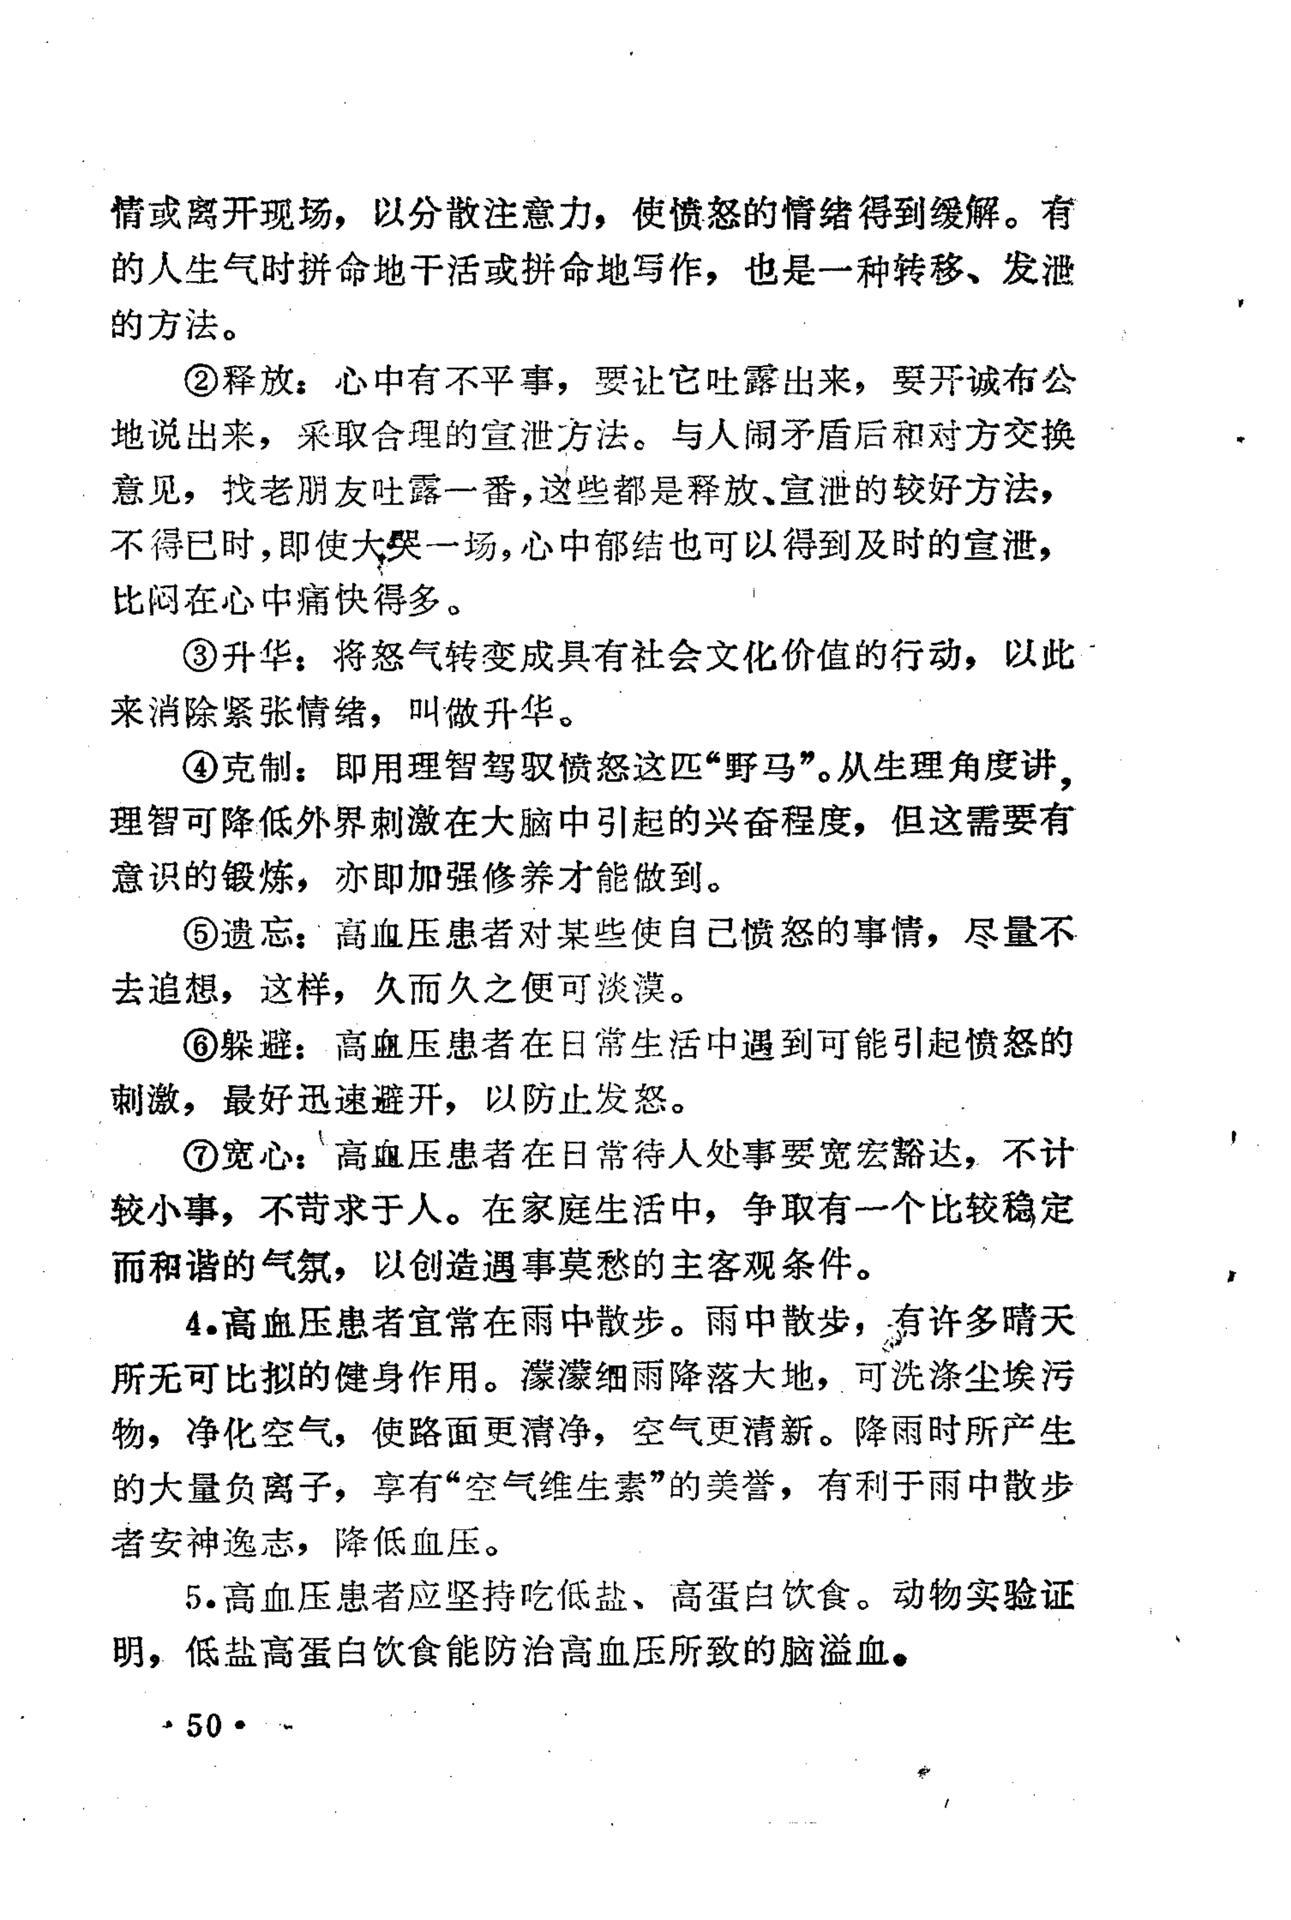 情或离开现场，以分散注意力，使愤怒的情绪得到缓解。有
的人生气时拼命地干活或拼命地写作，也是一种转移、发泄
的方法。
②释放：心中有不平事，要让它吐露出来，要开诚布公
地说出来，采取合理的宣泄方法。与人闹矛盾后和对方交换
意见，找老朋友吐露一番，这些都是释放、宣泄的较好方法，
不得已时，即使大哭一场，心中郁结也可以得到及时的宣泄，
比闷在心中痛快得多。
③升华：将怒气转变成具有社会文化价值的行动，以此
来消除紧张情绪，叫做升华。
④克制：即用理智驾驭愤怒这匹“野马”。从生理角度讲，
理智可降低外界刺激在大脑中引起的兴奋程度，但这需要有
意识的锻炼，亦即加强修养才能做到。
⑤遗忘：高血压患者对某些使自己愤怒的事情，尽量不
去追想，这样，久而久之便可淡漠。
⑥躲避：高血压患者在日常生活中遇到可能引起愤怒的
刺激，最好迅速避开，以防止发怒。
⑦宽心：高血压患者在日常待人处事要宽宏豁达，不计
较小事，不苛求于人。在家庭生活中，争取有一个比较稳定
而和谐的气氛，以创造遇事莫愁的主客观条件。
4.高血压患者宜常在雨中散步。雨中散步，有许多晴天
所无可比拟的健身作用。濛濛细雨降落大地，可洗涤尘埃污
物，净化空气，使路面更清净，空气更清新。降雨时所产生
的大量负离子，享有“空气维生素”的美誉，有利于雨中散步
者安神逸志，降低血压。
5.高血压患者应坚持吃低盐、高蛋白饮食。动物实验证
明，低盐高蛋白饮食能防治高血压所致的脑溢血。
·50·